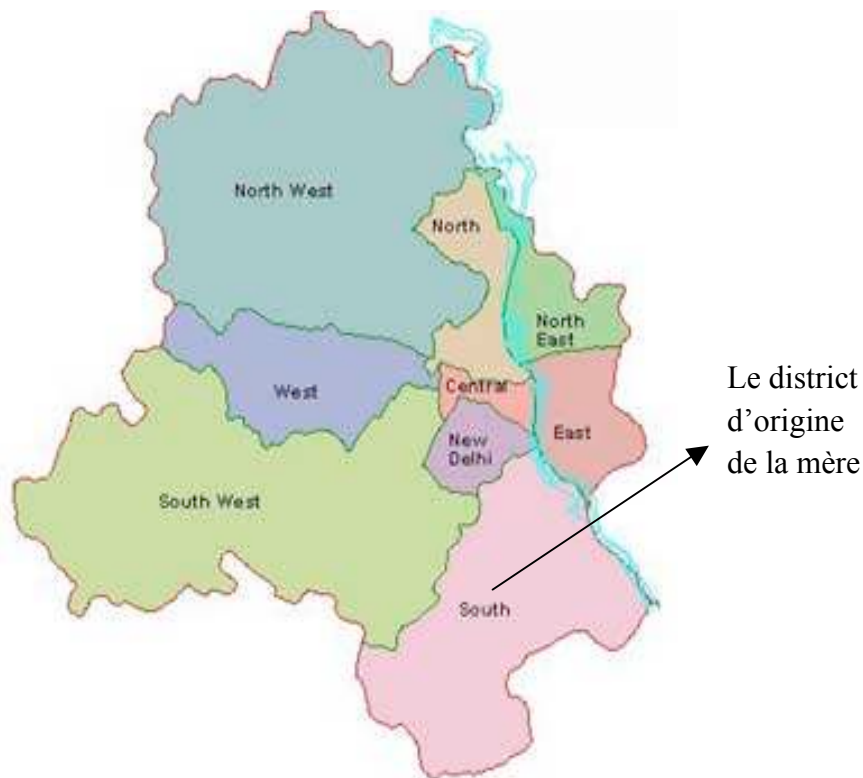 North West
North
North
East
West
Central
New
Delhi
East
South West
South
Le district
d’origine
de la mère